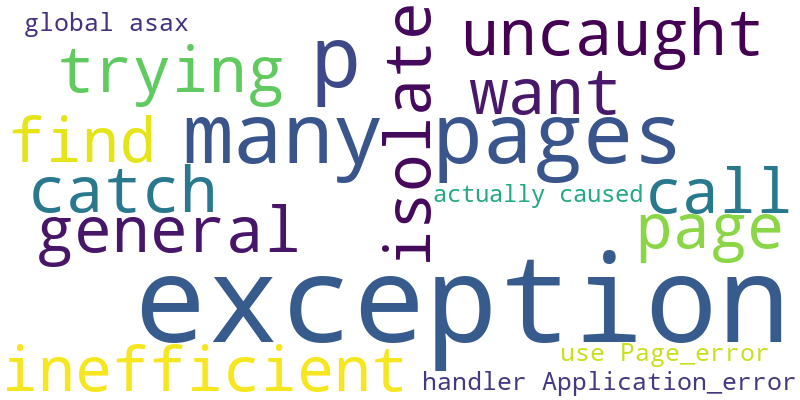 global asax
trying
p
isolate
uncaught
want
find
many pages
catch
actually caused
call
general
page
exception
inefficient
use Page_error
handler Application_error